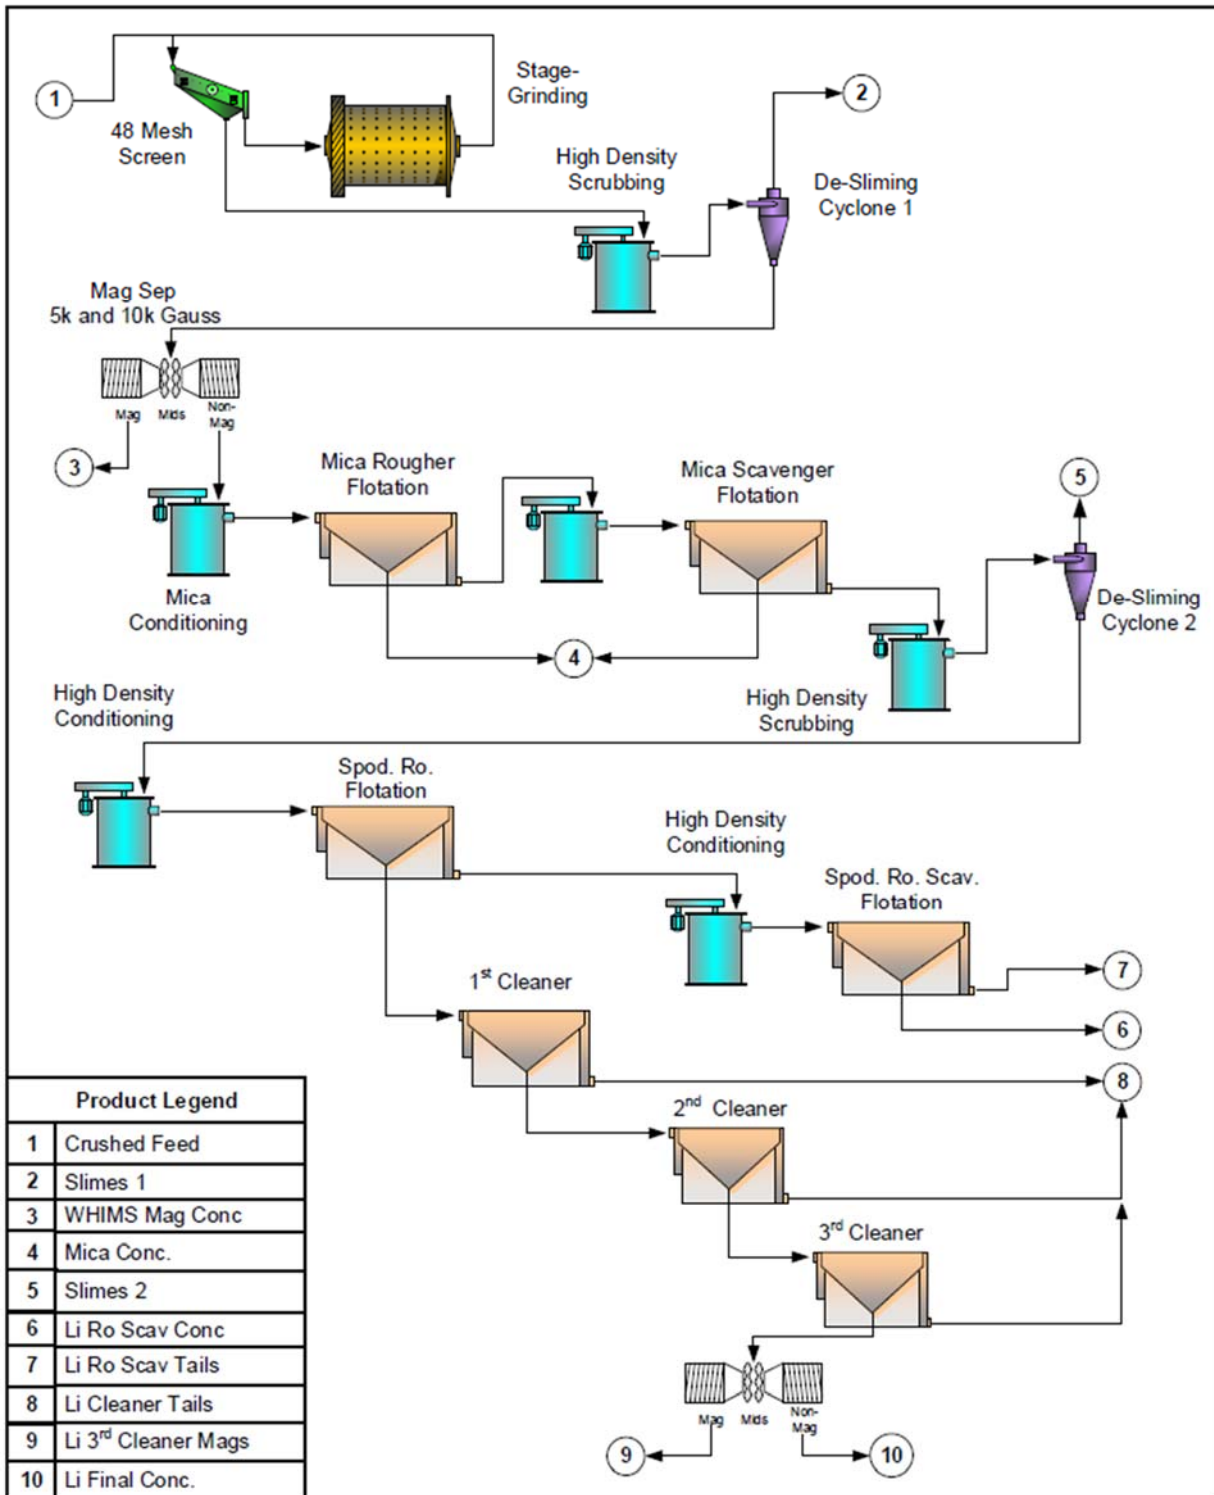 Stage-
Grinding
1
2
48 Mesh
Screen
High Density
Scrubbing
De-Sliming
Cyclone 1
Mag Sep
5k and 10k Gauss
Mag
Mids
Non-
Mag
3
Mica Rougher
Flotation
Mica Scavenger
Flotation
5
Mica
Conditioning
De-Sliming
Cyclone 2
4
High Density
Scrubbing
High Density
Conditioning
Spod. Ro.
Flotation
High Density
Conditioning
Spod. Ro. Scav.
Flotation
7
1st Cleaner
6
8
2nd Cleaner
3rd Cleaner
Mag
Mids
Non-
Mag
9
10
Product Legend
1 Crushed Feed
2 Slimes 1
3 WHIMS Mag Conc
4 Mica Conc.
5 Slimes 2
6 Li Ro Scav Conc
7 Li Ro Scav Tails
8 Li Cleaner Tails
9 Li 3rd Cleaner Mags
10 Li Final Conc.